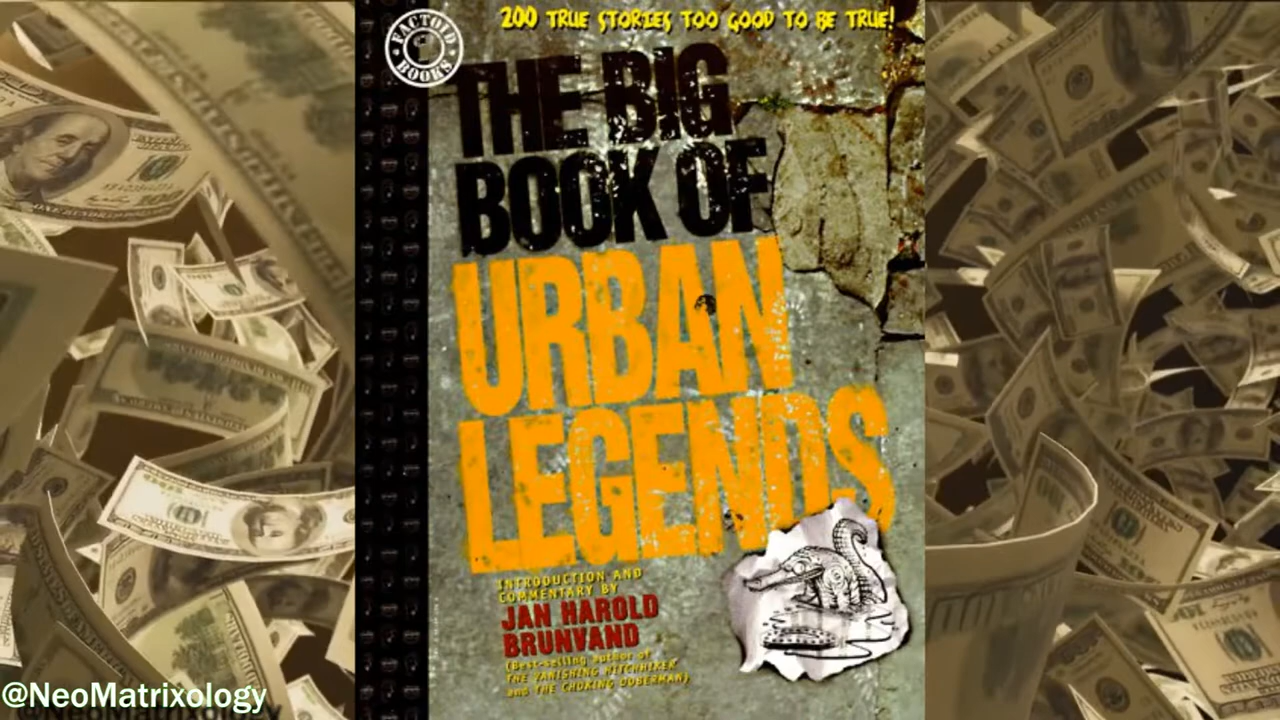 200 TRUE STORIES TOO GOOD TO BE TRUE!
FACTOID BOOKS
THE BIG
BOOK OF
URBAN
LEGENDS
INTRODUCTION AND
COMMENTARY BY
JAN HAROLD
BRUNVAND
(Best-selling author of
THE VANISHING HITCHHIKER
and THE CHOKING DOBERMAN)
@NeoMatrixology